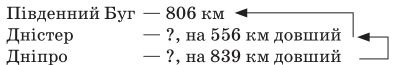 Південний Буг — 806 км
Дністер — ?, на 556 км довший
Дніпро — ?, на 839 км довший